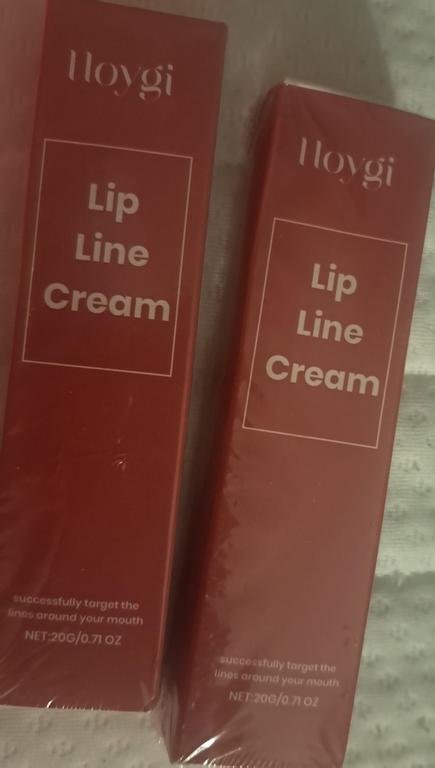 Hoygi
Lip
Line
Cream
successfully target the
lines around your mouth
NET:20G/0.71 OZ
Hoygi
Lip
Line
Cream
successfully target the
lines around your mouth
NET:20G/0.71 OZ